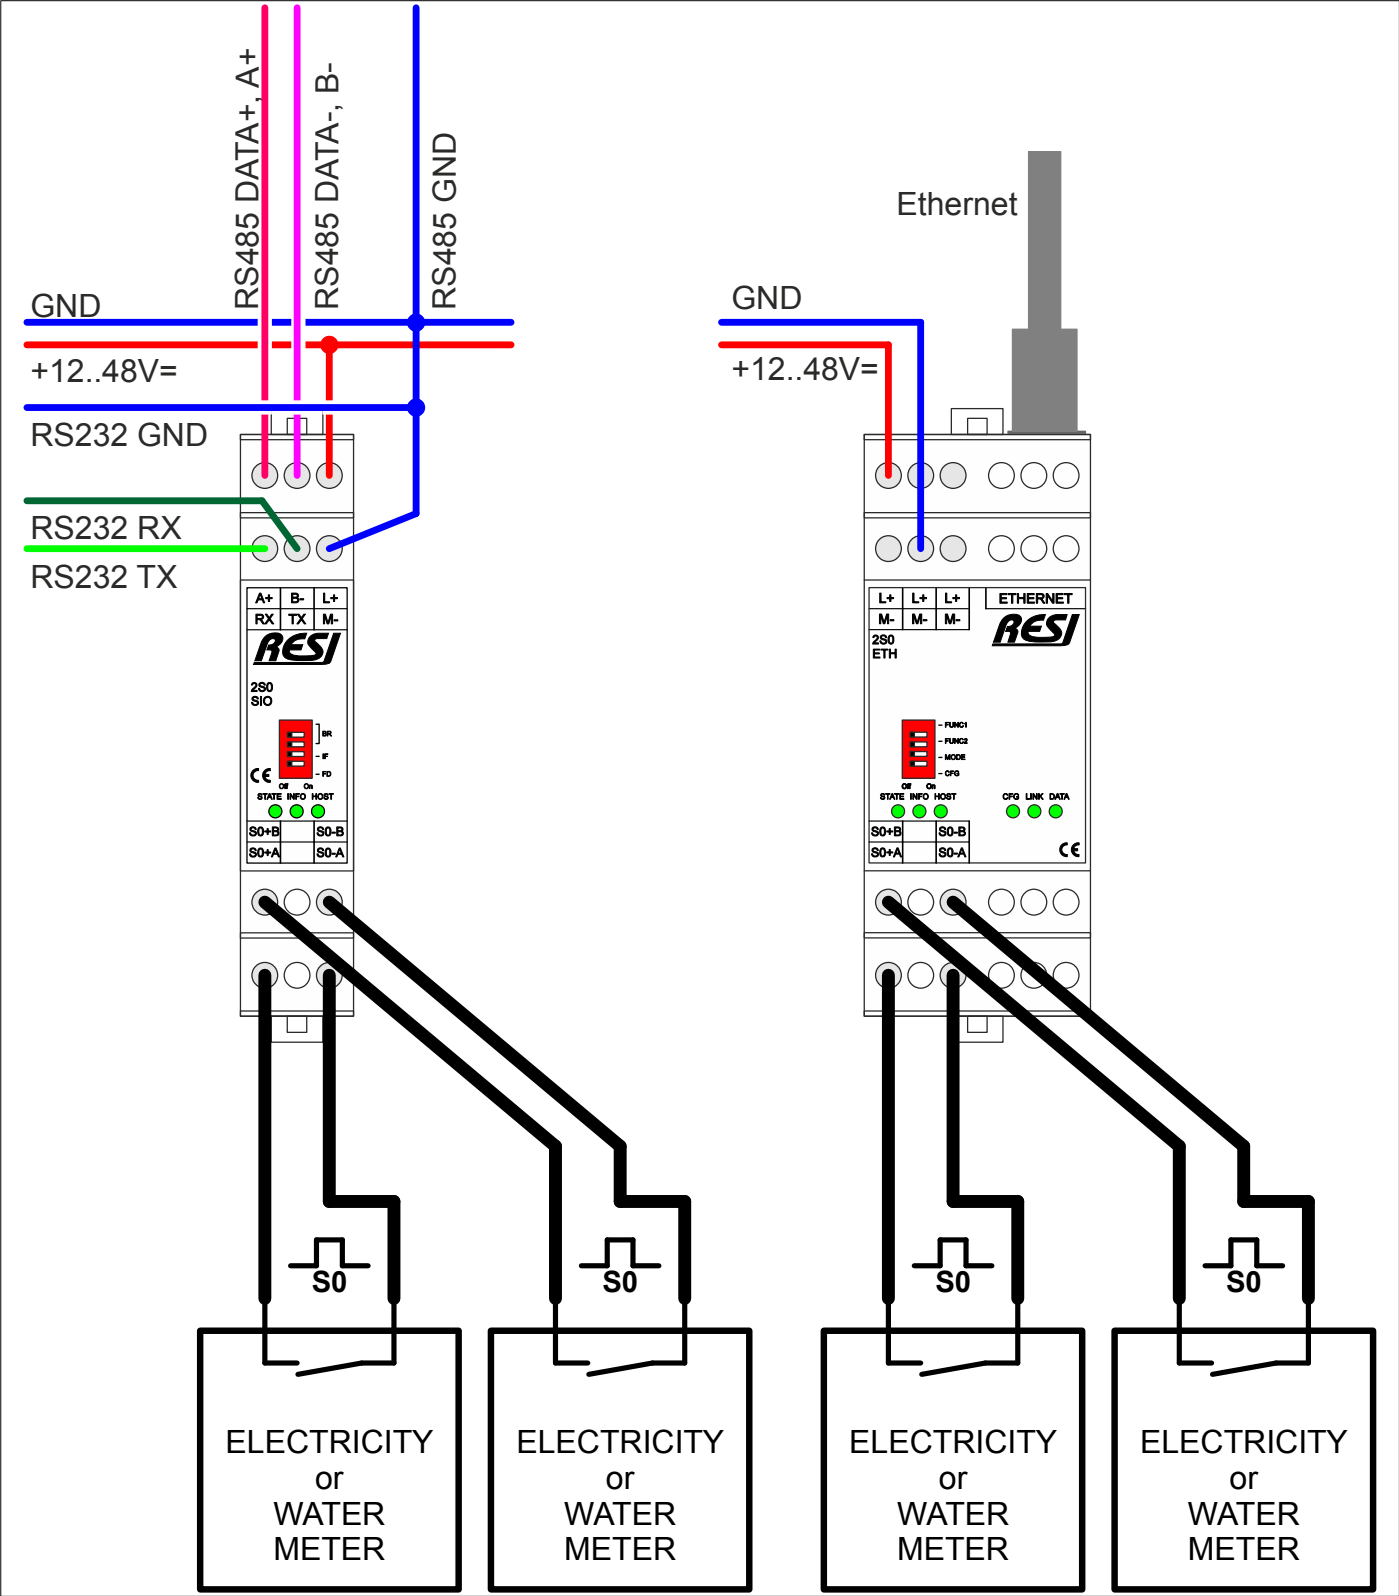 RS485 DATA+, A+
RS485 DATA-, B-
RS485 GND
GND
+12..48V=
RS232 GND
RS232 RX
RS232 TX
A+ B- L+
RX TX M-
RESI
2S0
SIO
BR
IF
FD
Off On
CE
STATE INFO HOST
S0+B S0-B
S0+A S0-A
S0
S0
ELECTRICITY
or
WATER
METER
ELECTRICITY
or
WATER
METER
Ethernet
GND
+12..48V=
L+ L+ L+ ETHERNET
M- M- M-
RESI
2S0
ETH
FUNC1
FUNC2
MODE
CFG
Off On
STATE INFO HOST
CFG LINK DATA
S0+B S0-B
S0+A S0-A
CE
S0
S0
ELECTRICITY
or
WATER
METER
ELECTRICITY
or
WATER
METER